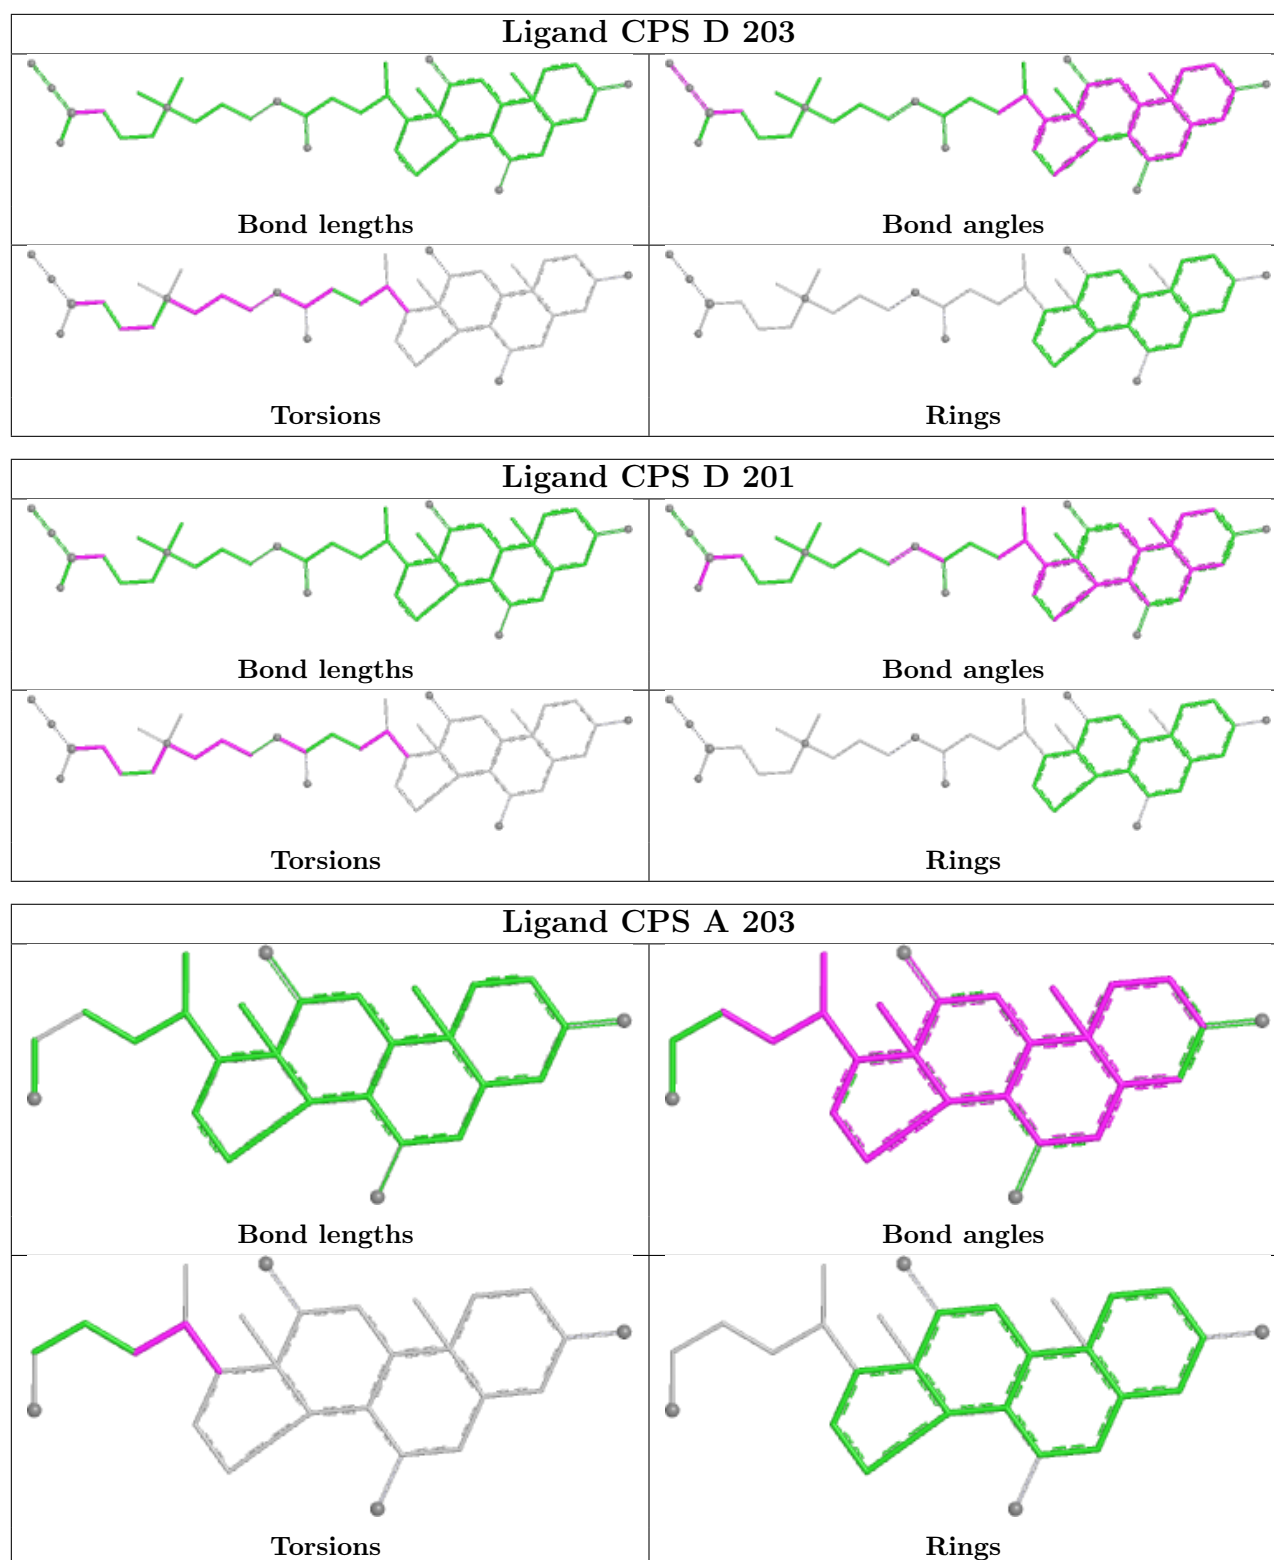 Ligand CPS D 203
Bond lengths
Bond angles
Torsions
Rings
Ligand CPS D 201
Bond lengths
Bond angles
Torsions
Rings
Ligand CPS A 203
Bond lengths
Bond angles
Torsions
Rings